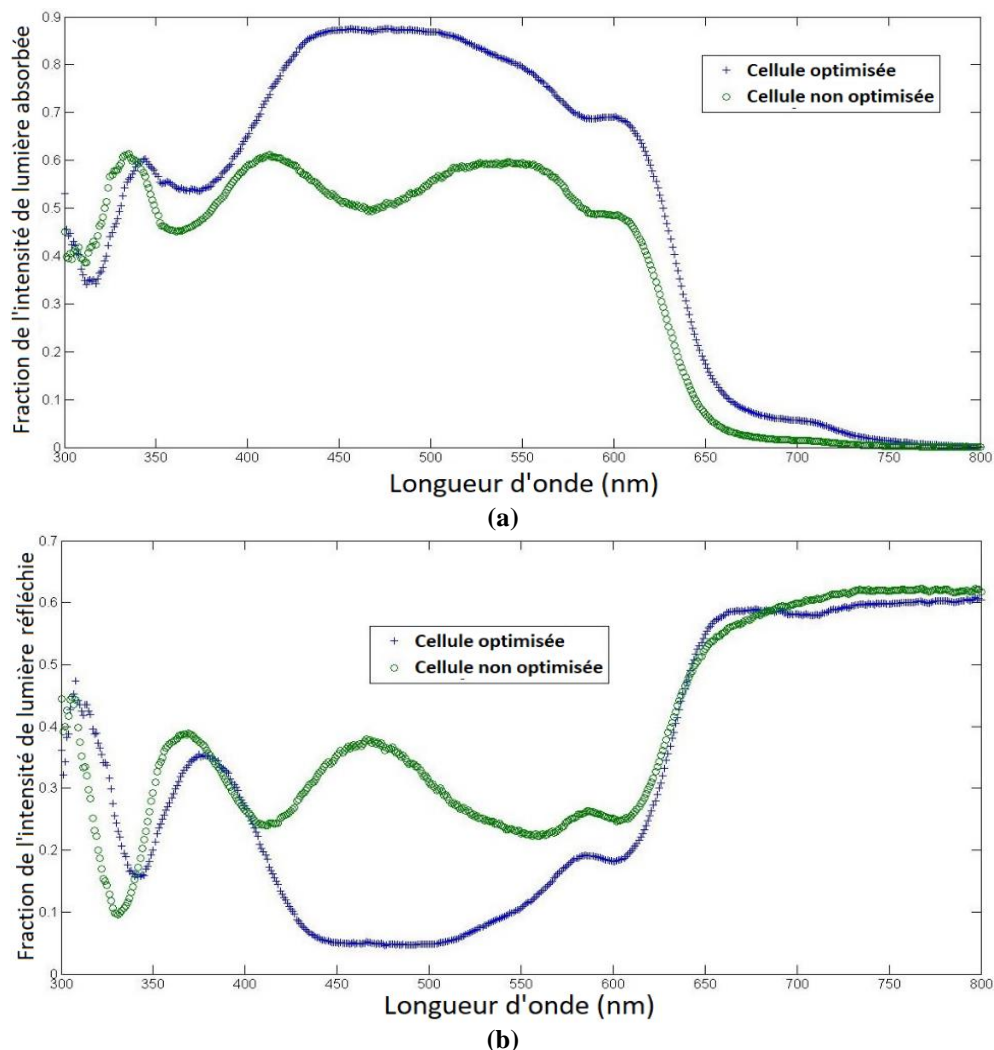 Fraction de l'intensité de lumière absorbée
0.9
0.8
0.7
0.6
0.5
0.4
0.3
0.2
0.1
0
Cellule optimisée
Cellule non optimisée
300 350 400 450 500 550 600 650 700 750 800
Longueur d'onde (nm)
(a)
Fraction de l'intensité de lumière réfléchie
0.7
0.6
0.5
0.4
0.3
0.2
0.1
0
Cellule optimisée
Cellule non optimisée
300 350 400 450 500 550 600 650 700 750 800
Longueur d'onde (nm)
(b)